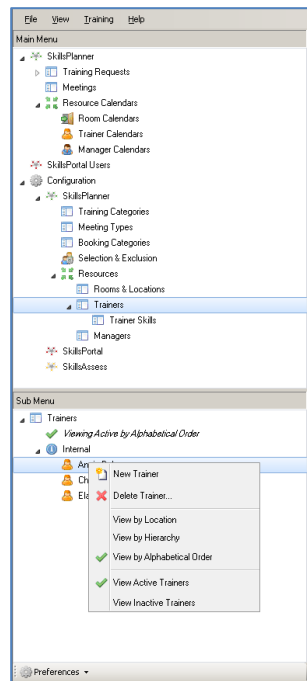 File View Training Help
Main Menu
SkillsPlanner
Training Requests
Meetings
Resource Calendars
Room Calendars
Trainer Calendars
Manager Calendars
SkillsPortal Users
Configuration
SkillsPlanner
Training Categories
Meeting Types
Booking Categories
Selection & Exclusion
Resources
Rooms & Locations
Trainers
Trainer Skills
Managers
SkillsPortal
SkillsAssess
Sub Menu
Trainers
Viewing Active by Alphabetical Order
Internal
New Trainer
Ch
Delete Trainer...
Ela
View by Location
View by Hierarchy
View by Alphabetical Order
View Active Trainers
View Inactive Trainers
Preferences